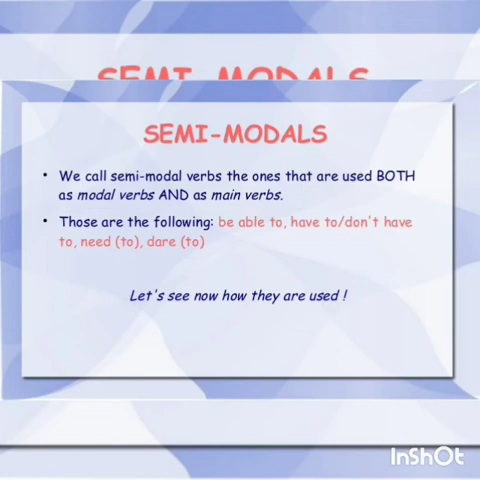 SEMI-MODALS
SEMI-MODALS
• We call semi-modal verbs the ones that are used BOTH
as modal verbs AND as main verbs.
• Those are the following: be able to, have to/don't have
to, need (to), dare (to)
Let's see now how they are used !
InShOt